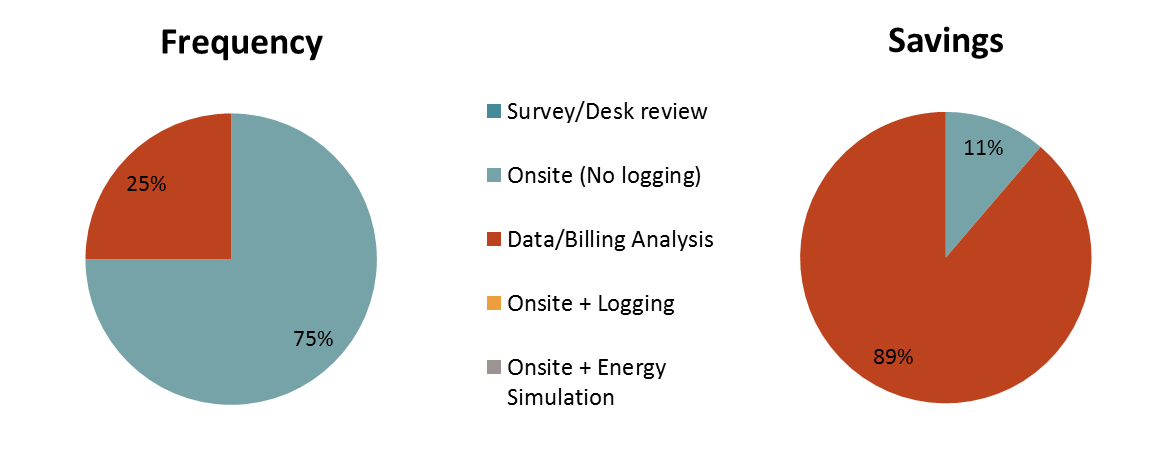 Frequency
25%
75%
Survey/Desk review
Onsite (No logging)
Data/Billing Analysis
Onsite + Logging
Onsite + Energy
Simulation
Savings
11%
89%